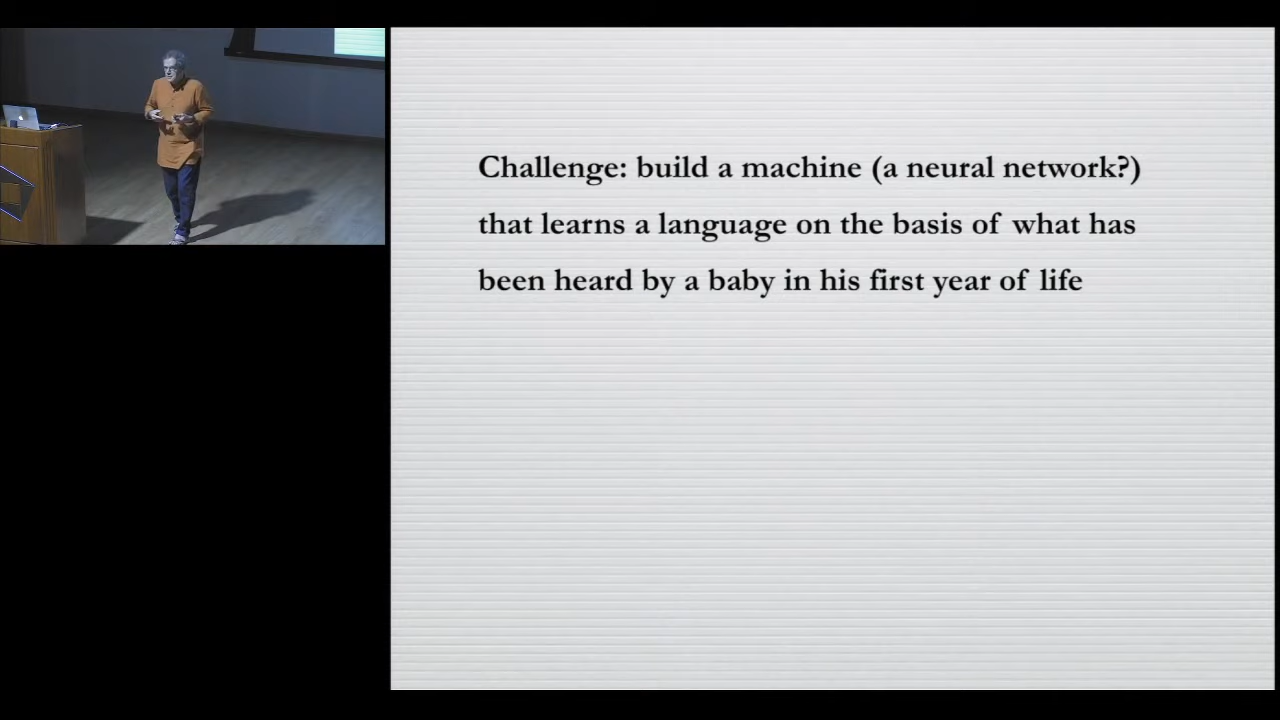 Challenge: build a machine (a neural network?)
that learns a language on the basis of what has
been heard by a baby in his first year of life